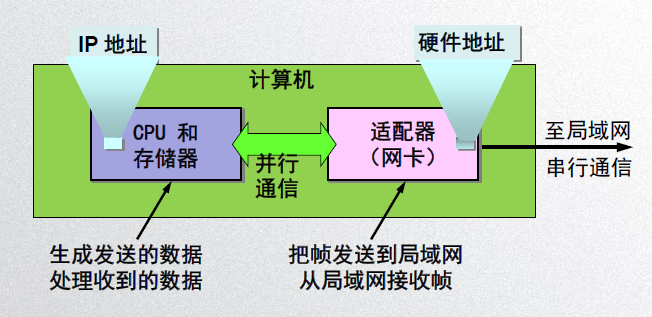 IP 地址
硬件地址
计算机
CPU 和
存储器
并行
通信
适配器
（网卡）
至局域网
串行通信
生成发送的数据
处理收到的数据
把帧发送到局域网
从局域网接收帧